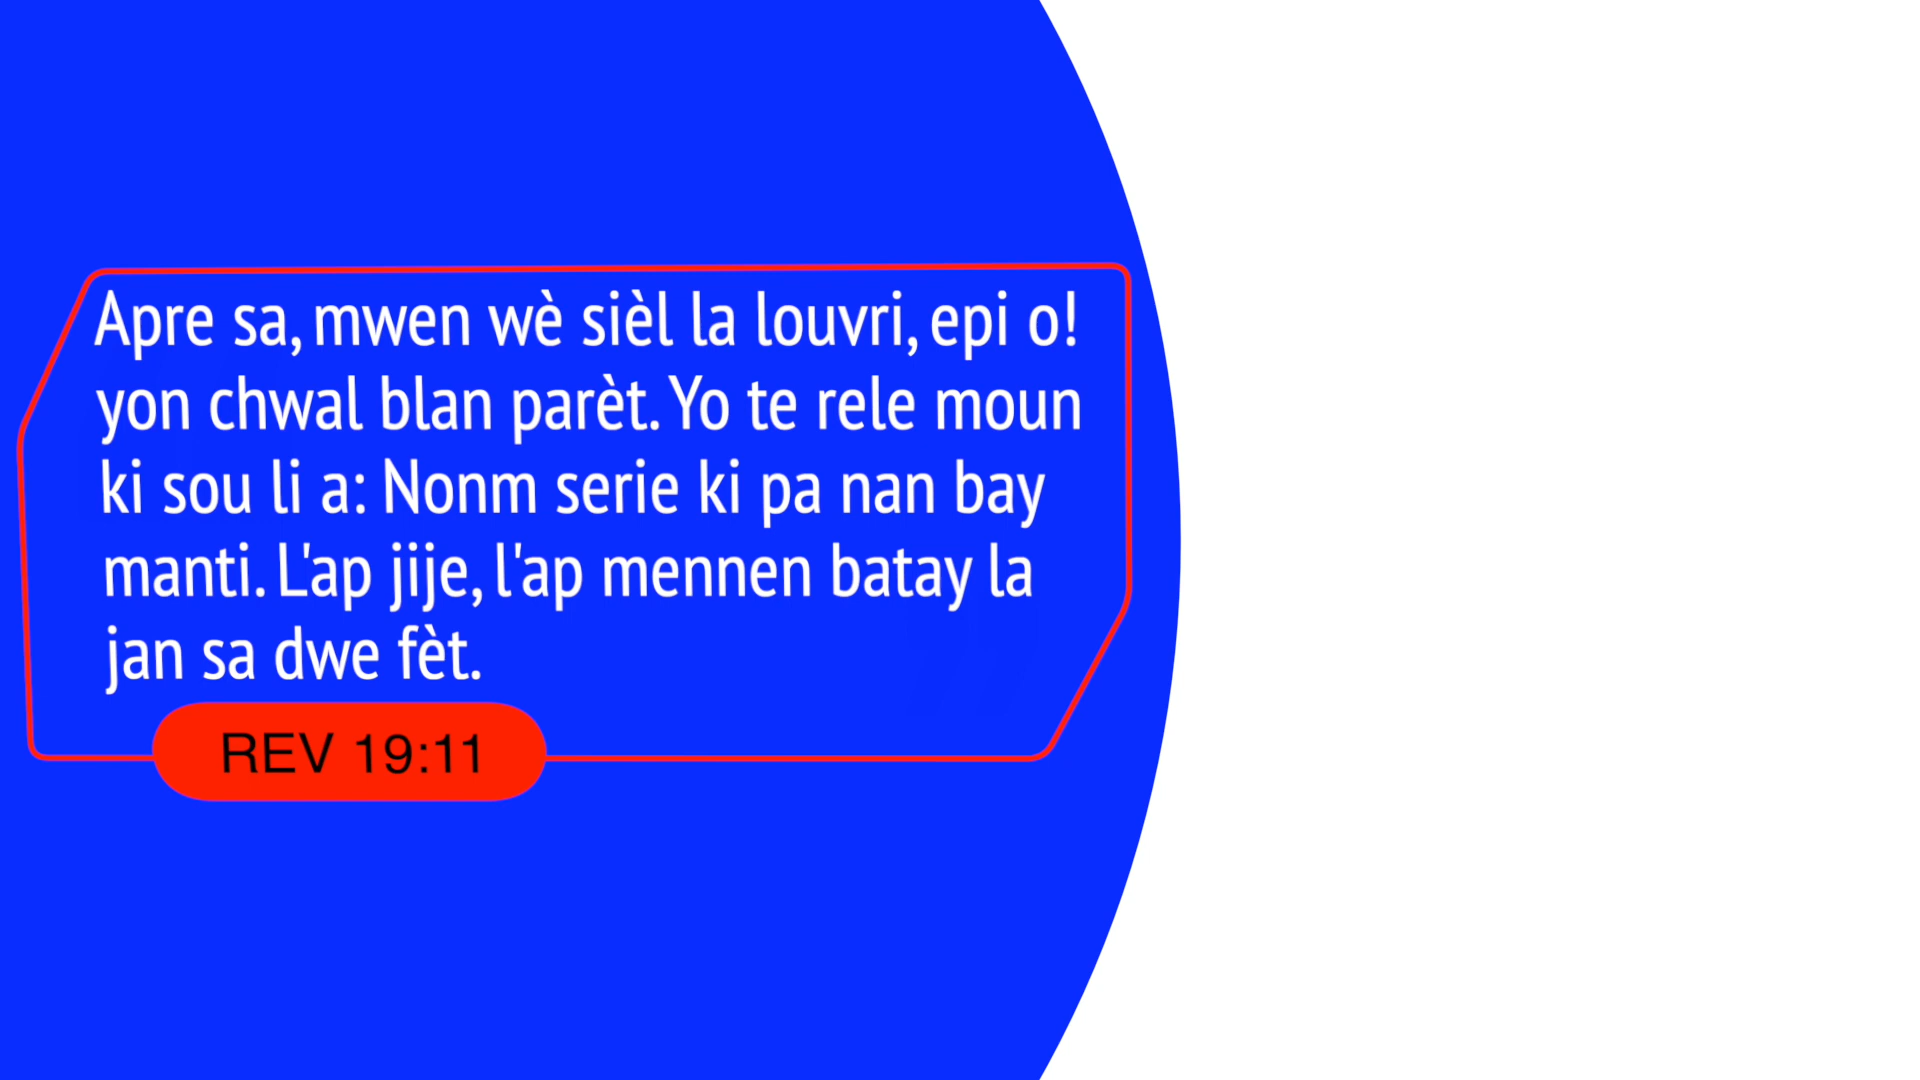 Apre sa, mwen wè sièl la louvri, epi o!
yon chwal blan parèt. Yo te rele moun
ki sou li a: Nonm serie ki pa nan bay
manti. L'ap jije, l'ap mennen batay la
jan sa dwe fèt.
REV 19:11